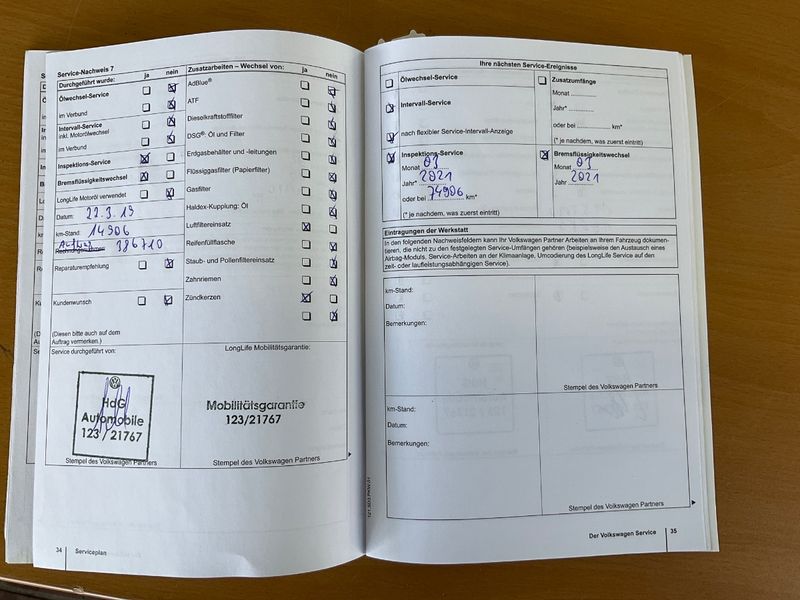 Service-Nachweis 7
Durchgeführt wurde: ja nein
Ölwechsel-Service
im Verbund
Intervall-Service
inkl. Motorölwechsel
im Verbund
Inspektions-Service
Bremsflüssigkeitswechsel
LongLife Motoröl verwendet
Datum: 22.3.19
km-Stand: 14906
Auftrag 186710
Reparaturempfehlung
Kundenwunsch
(Diesen bitte auch auf dem
Auftrag vermerken.)
Service durchgeführt von:
HdG
Automobile
123 / 21767
Stempel des Volkswagen Partners
Zusatzarbeiten – Wechsel von: ja nein
AdBlue®
ATF
Dieselkraftstofffilter
DSG®: Öl und Filter
Erdgasbehälter und -leitungen
Flüssiggasfilter (Papierfilter)
Gasfilter
Haldex-Kupplung: Öl
Luftfiltereinsatz
Reifenfüllflasche
Staub- und Pollenfiltereinsatz
Zahnriemen
Zündkerzen
LongLife Mobilitätsgarantie:
Mobilitätsgarantie
123/21767
Stempel des Volkswagen Partners
34 Serviceplan
Ihre nächsten Service-Ereignisse
Ölwechsel-Service
Intervall-Service
nach flexibler Service-Intervall-Anzeige
Zusatzumfänge
Monat
Jahr*
oder bei km*
(* je nachdem, was zuerst eintritt)
Inspektions-Service
Monat 03
Jahr* 2021
oder bei 74906 km*
(* je nachdem, was zuerst eintritt)
Bremsflüssigkeitswechsel
Monat 03
Jahr 2021
Eintragungen der Werkstatt
In den folgenden Nachweisfeldern kann Ihr Volkswagen Partner Arbeiten an Ihrem Fahrzeug dokumen-
tieren, die nicht zu den festgelegten Service-Umfängen gehören (beispielsweise den Austausch eines
Airbag-Moduls, Service-Arbeiten an der Klimaanlage, Umcodierung des LongLife Service auf den
zeit- oder laufleistungsabhängigen Service).
km-Stand:
Datum:
Bemerkungen:
Stempel des Volkswagen Partners
km-Stand:
Datum:
Bemerkungen:
Stempel des Volkswagen Partners
Der Volkswagen Service 35